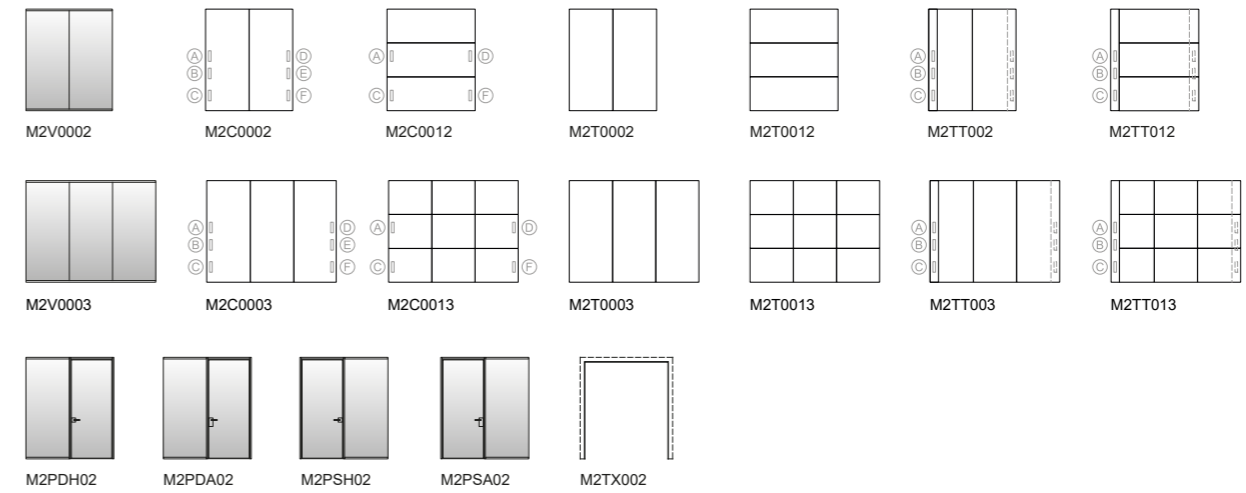 Ⓐ Ⓓ Ⓐ Ⓓ Ⓐ Ⓐ
Ⓑ Ⓔ Ⓑ Ⓑ
Ⓒ Ⓕ Ⓒ Ⓕ Ⓒ Ⓒ
M2V0002 M2C0002 M2C0012 M2T0002 M2T0012 M2TT002 M2TT012
Ⓐ Ⓓ Ⓐ Ⓓ Ⓐ Ⓐ
Ⓑ Ⓔ Ⓑ Ⓑ
Ⓒ Ⓕ Ⓒ Ⓕ Ⓒ Ⓒ
M2V0003 M2C0003 M2C0013 M2T0003 M2T0013 M2TT003 M2TT013
M2PDH02 M2PDA02 M2PSH02 M2PSA02 M2TX002